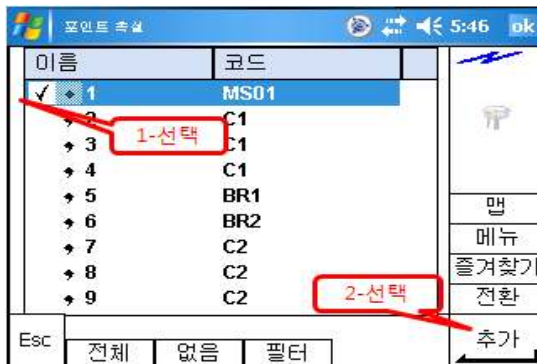 포인트 측설 5:46 ok
이름 코드
1 MS01
2 C1
3 C1
4 C1
5 BR1
6 BR2
7 C2
8 C2
9 C2
1-선택
2-선택
맵
메뉴
즐겨찾기
전환
추가
Esc 전체 없음 필터